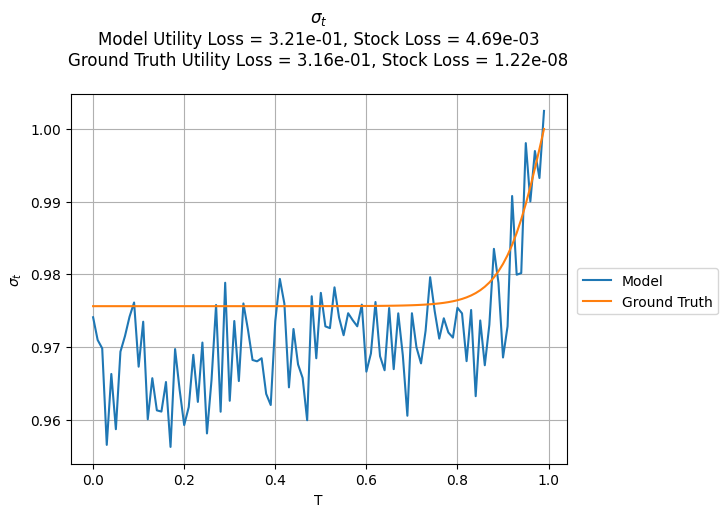 σ_t
Model Utility Loss = 3.21e-01, Stock Loss = 4.69e-03
Ground Truth Utility Loss = 3.16e-01, Stock Loss = 1.22e-08
1.00
0.99
0.98
0.97
0.96
σ_t
0.0 0.2 0.4 0.6 0.8 1.0
T
Model
Ground Truth